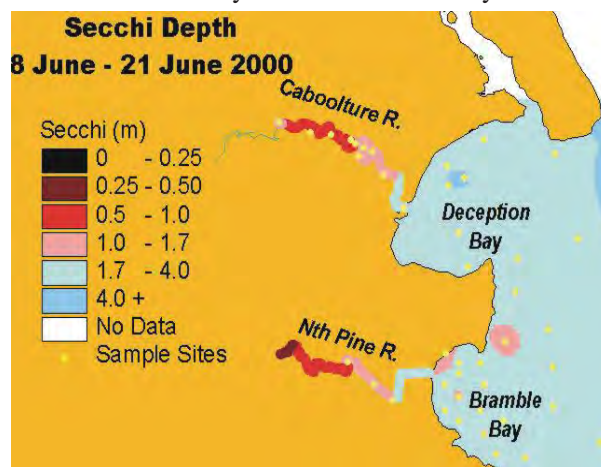 Secchi Depth
8 June - 21 June 2000
Caboolture R.
Secchi (m)
0 - 0.25
0.25 - 0.50
0.5 - 1.0
1.0 - 1.7
1.7 - 4.0
4.0 +
No Data
Sample Sites
Deception
Bay
Nth Pine R.
Bramble
Bay